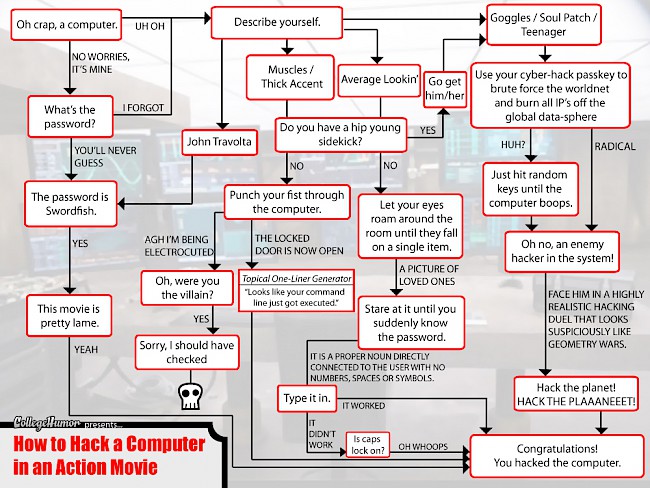 Oh crap, a computer.
UH OH
Describe yourself.
Goggles / Soul Patch /
Teenager
NO WORRIES,
IT'S MINE
Muscles /
Thick Accent
Average Lookin'
Go get
him/her
Use your cyber-hack passkey to
brute force the worldnet
and burn all IP's off the
global data-sphere
What's the
password?
I FORGOT
John Travolta
Do you have a hip young
sidekick?
YES
YOU'LL NEVER
GUESS
NO
NO
HUH?
RADICAL
The password is
Swordfish.
Punch your fist through
the computer.
Let your eyes
roam around the
room until they fall
on a single item.
Just hit random
keys until the
computer boops.
YES
AGH I'M BEING
ELECTROCUTED
THE LOCKED
DOOR IS NOW OPEN
Oh no, an enemy
hacker in the system!
A PICTURE OF
LOVED ONES
Oh, were you
the villain?
Topical One-Liner Generator
"Looks like your command
line just got executed."
This movie is
pretty lame.
Stare at it until you
suddenly know
the password.
FACE HIM IN A HIGHLY
REALISTIC HACKING
DUEL THAT LOOKS
SUSPICIOUSLY LIKE
GEOMETRY WARS.
YES
YEAH
Sorry, I should have
checked
IT IS A PROPER NOUN DIRECTLY
CONNECTED TO THE USER WITH NO
NUMBERS, SPACES OR SYMBOLS.
Type it in.
IT WORKED
Hack the planet!
HACK THE PLAAANEEET!
IT
DIDN'T
WORK
Is caps
lock on?
OH WHOOPS
Congratulations!
You hacked the computer.
CollegeHumor presents...
How to Hack a Computer
in an Action Movie